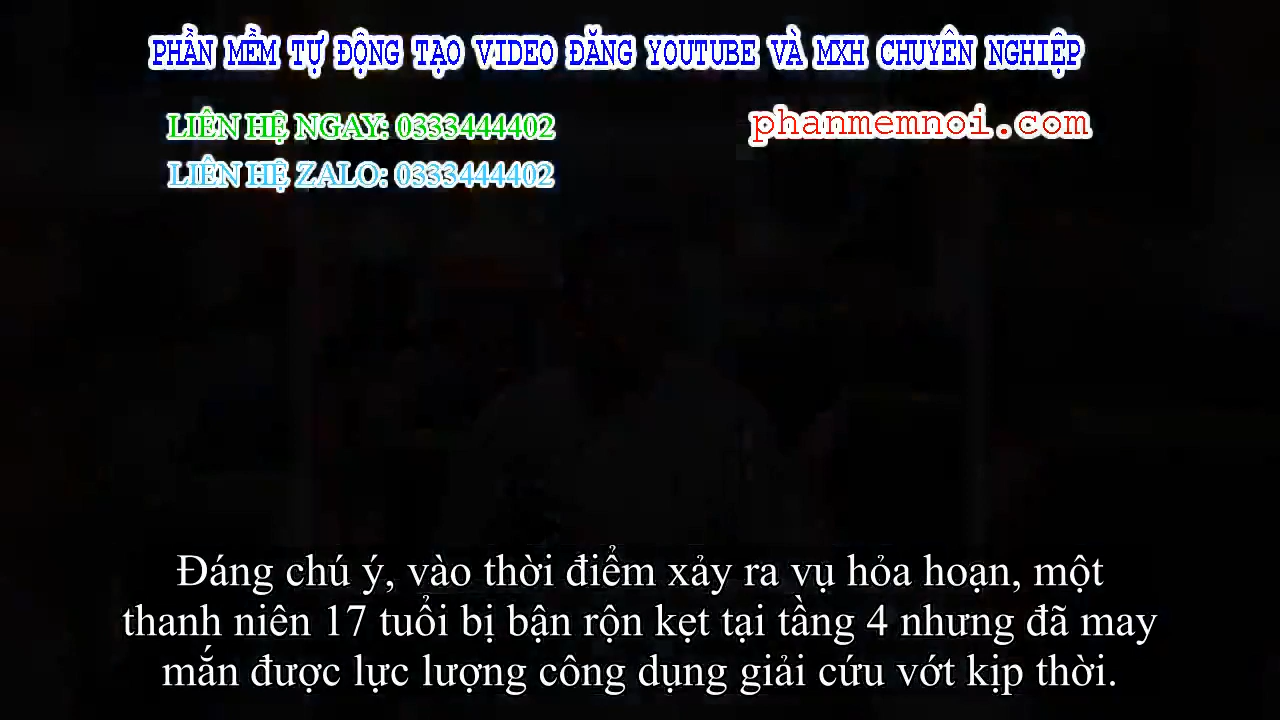 PHẦN MỀM TỰ ĐỘNG TẠO VIDEO ĐĂNG YOUTUBE VÀ MXH CHUYÊN NGHIỆP
LIÊN HỆ NGAY: 0333444402
phanmemnoi.com
LIÊN HỆ ZALO: 0333444402
Đáng chú ý, vào thời điểm xảy ra vụ hỏa hoạn, một
thanh niên 17 tuổi bị bận rộn kẹt tại tầng 4 nhưng đã may
mắn được lực lượng công dụng giải cứu vớt kịp thời.